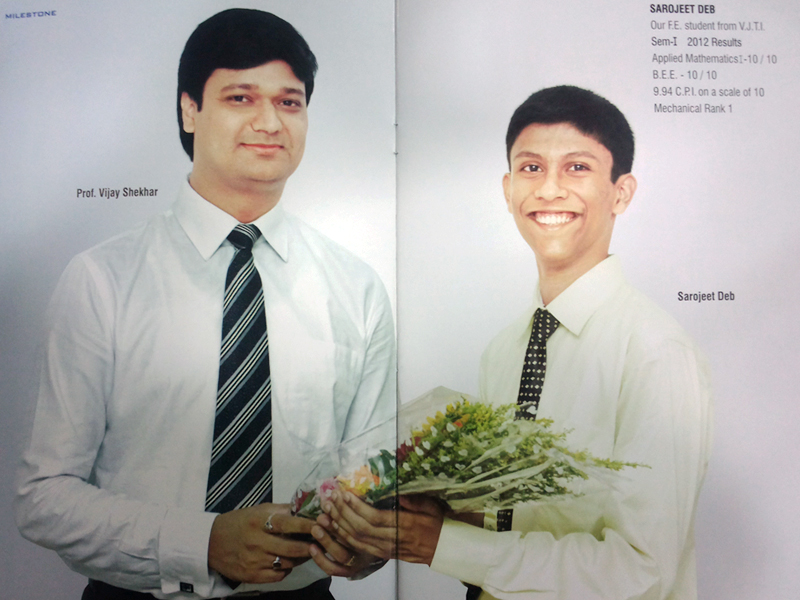 MILESTONE
Prof. Vijay Shekhar
SAROJEET DEB
Our F.E. student from V.J.T.I.
Sem-I 2012 Results
Applied MathematicsI-10 / 10
B.E.E. - 10 / 10
9.94 C.P.I. on a scale of 10
Mechanical Rank 1
Sarojeet Deb